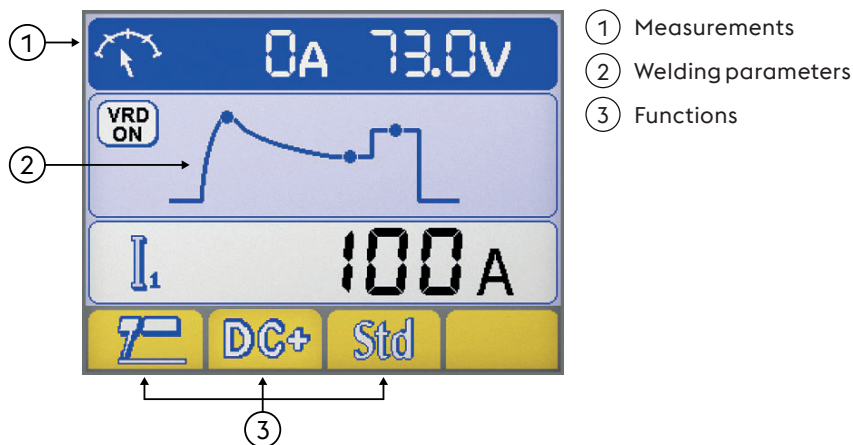 1
0A 73.0V
1 Measurements
2 Welding parameters
3 Functions
VRD
ON
2
I1
100A
DC+
Std
3